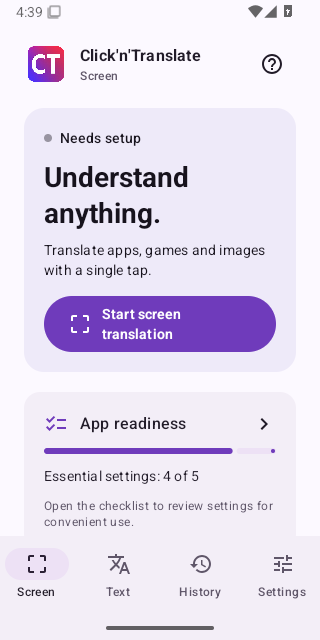 4:39
CT
Click'n'Translate
Screen
Needs setup
Understand
anything.
Translate apps, games and images
with a single tap.
Start screen
translation
App readiness
Essential settings: 4 of 5
Open the checklist to review settings for
convenient use.
Screen
Text
History
Settings